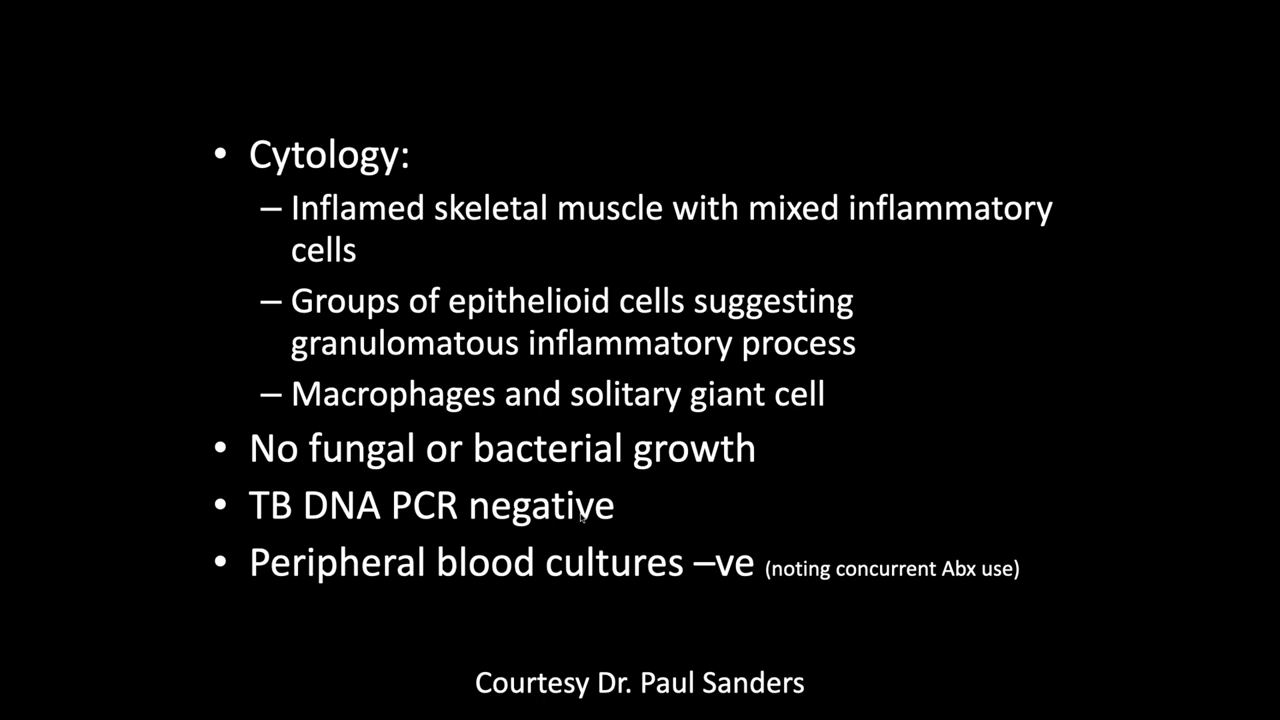 • Cytology:
– Inflamed skeletal muscle with mixed inflammatory
cells
– Groups of epithelioid cells suggesting
granulomatous inflammatory process
– Macrophages and solitary giant cell
• No fungal or bacterial growth
• TB DNA PCR negative
• Peripheral blood cultures –ve (noting concurrent Abx use)
Courtesy Dr. Paul Sanders